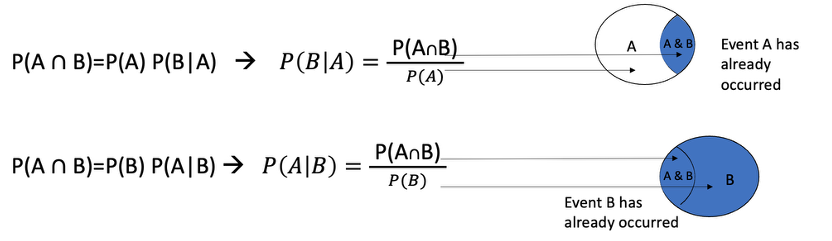 P(A ∩ B)=P(A) P(B|A) → P(B|A) = P(A∩B) / P(A)
A
A & B
Event A has
already
occurred
P(A ∩ B)=P(B) P(A|B) → P(A|B) = P(A∩B) / P(B)
A & B
B
Event B has
already occurred